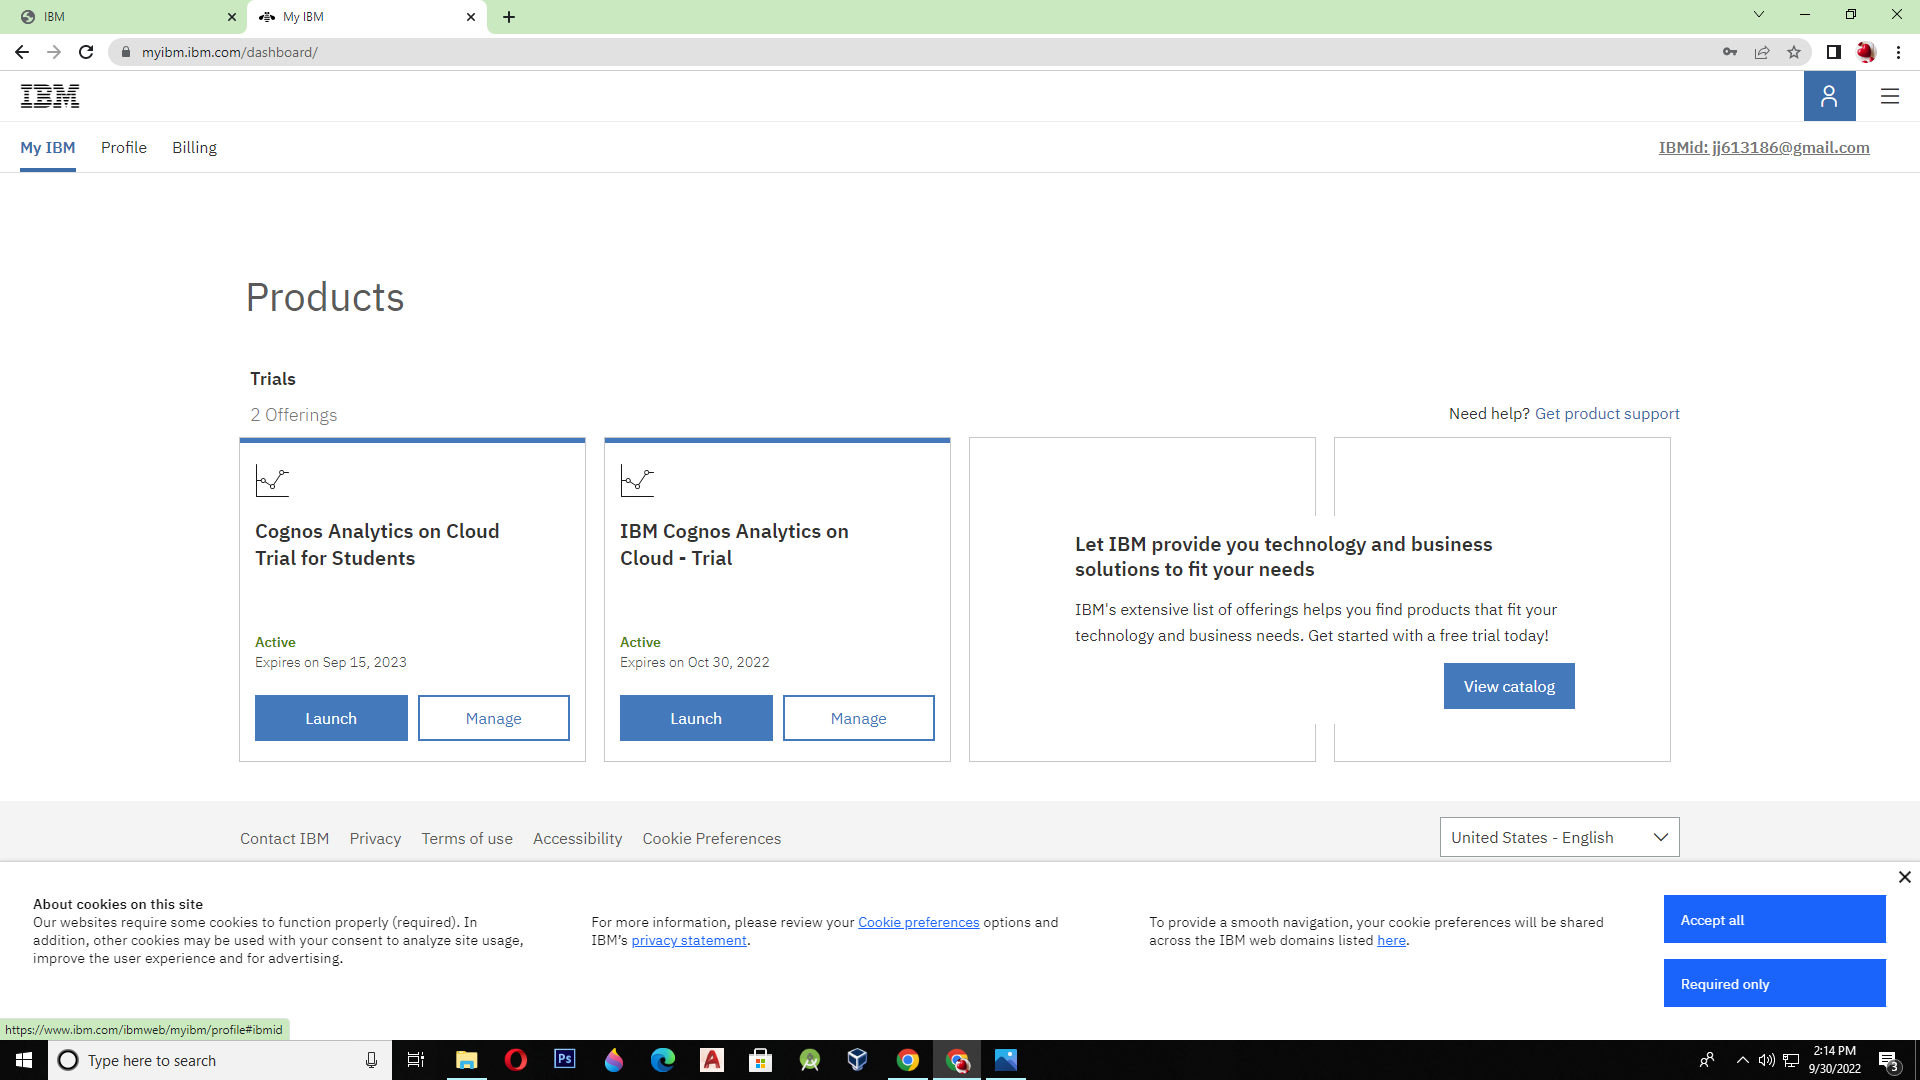 IBM
My IBM
myibm.ibm.com/dashboard/
IBM
My IBM Profile Billing
IBMid: jj613186@gmail.com
Products
Trials
2 Offerings
Need help? Get product support
Cognos Analytics on Cloud
Trial for Students
Active
Expires on Sep 15, 2023
Launch Manage
IBM Cognos Analytics on
Cloud - Trial
Active
Expires on Oct 30, 2022
Launch Manage
Let IBM provide you technology and business
solutions to fit your needs
IBM's extensive list of offerings helps you find products that fit your
technology and business needs. Get started with a free trial today!
View catalog
Contact IBM Privacy Terms of use Accessibility Cookie Preferences
United States - English
About cookies on this site
Our websites require some cookies to function properly (required). In
addition, other cookies may be used with your consent to analyze site usage,
improve the user experience and for advertising.
For more information, please review your Cookie preferences options and
IBM’s privacy statement.
To provide a smooth navigation, your cookie preferences will be shared
across the IBM web domains listed here.
Accept all
Required only
https://www.ibm.com/ibmweb/myibm/profile#ibmid
Type here to search
Ps
2:14 PM
9/30/2022
3